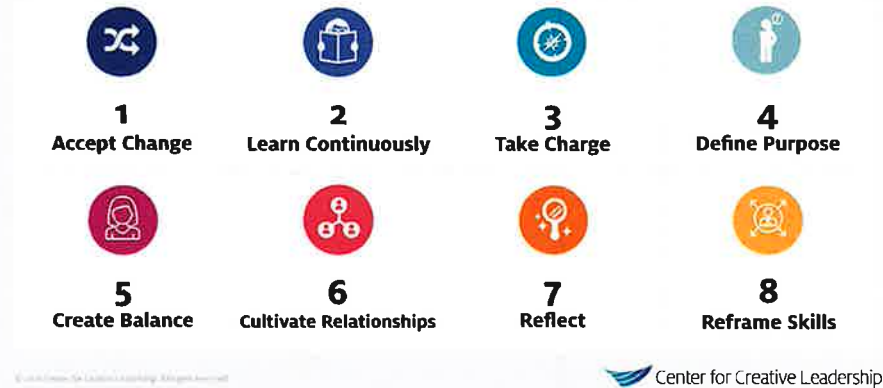 1 2 3 4
Accept Change Learn Continuously Take Charge Define Purpose
5 6 7 8
Create Balance Cultivate Relationships Reflect Reframe Skills
Center for Creative Leadership